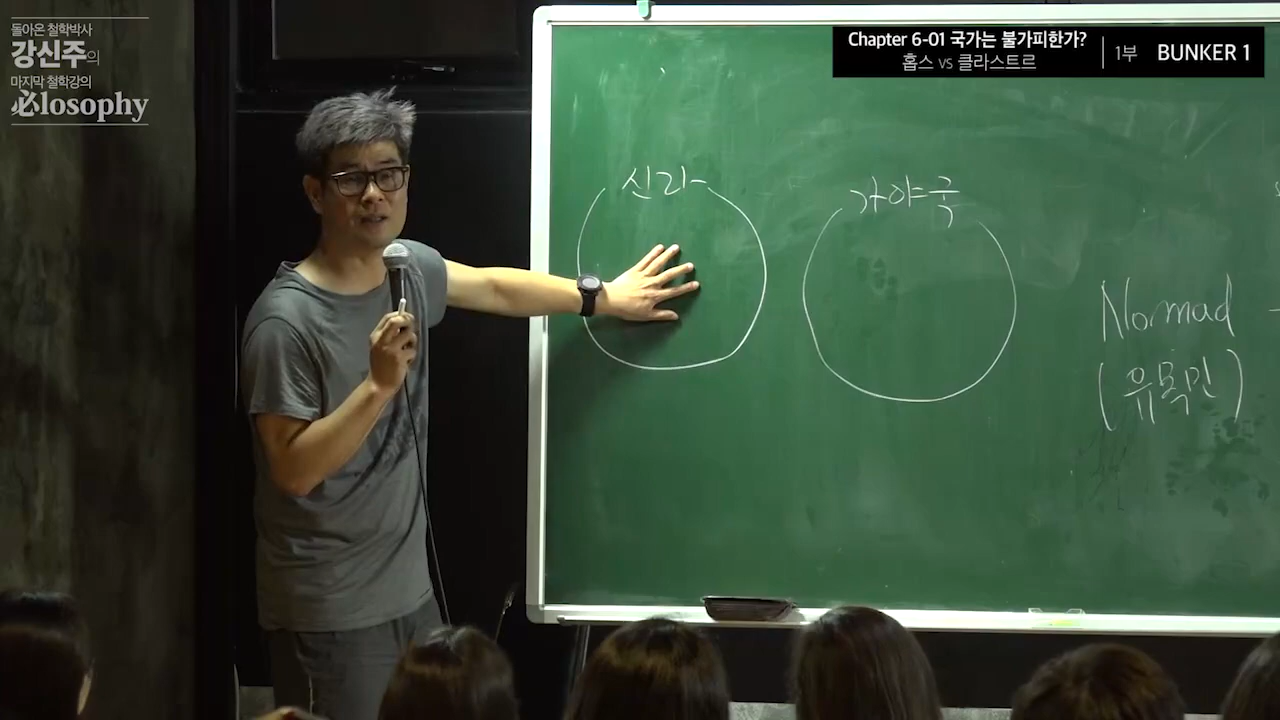 돌아온 철학박사
강신주의
마지막 철학강의
必losophy
Chapter 6-01 국가는 불가피한가?
홉스 vs 클라스트르
1부
BUNKER 1
신라
가야국
Normad -
(유목민)